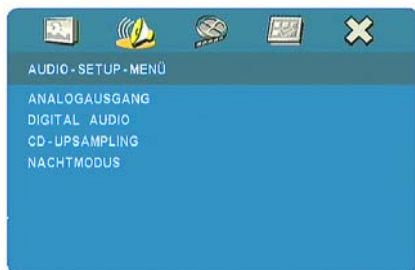 AUDIO-SETUP-MENÜ
ANALOGAUSGANG
DIGITAL AUDIO
CD-UPSAMPLING
NACHTMODUS